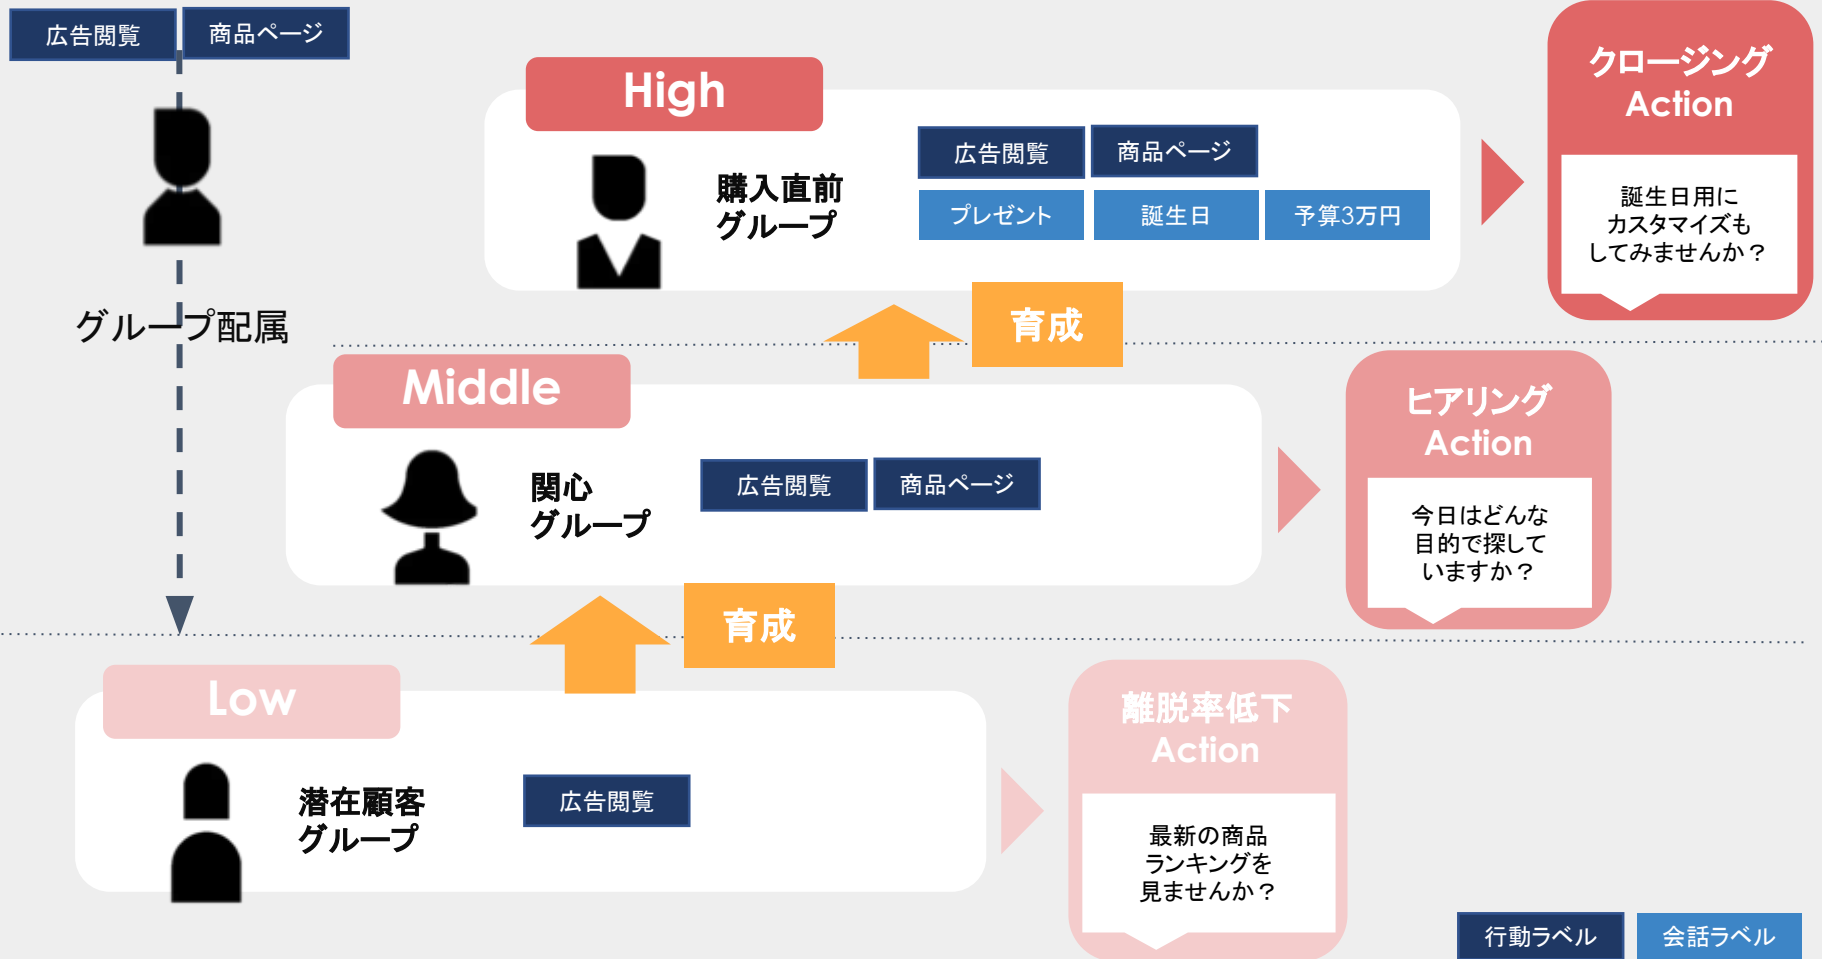 広告閲覧
商品ページ
グループ配属
High
購入直前
グループ
広告閲覧
商品ページ
プレゼント
誕生日
予算3万円
クロージング
Action
誕生日用に
カスタマイズも
してみませんか？
育成
Middle
関心
グループ
広告閲覧
商品ページ
ヒアリング
Action
今日はどんな
目的で探して
いますか？
育成
Low
潜在顧客
グループ
広告閲覧
離脱率低下
Action
最新の商品
ランキングを
見ませんか？
行動ラベル
会話ラベル